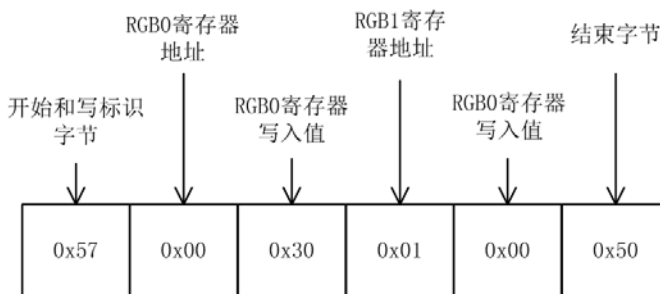 RGB0寄存器
地址
RGB1寄存
器地址
结束字节
开始和写标识
字节
RGB0寄存器
写入值
RGB0寄存器
写入值
0x57
0x00
0x30
0x01
0x00
0x50